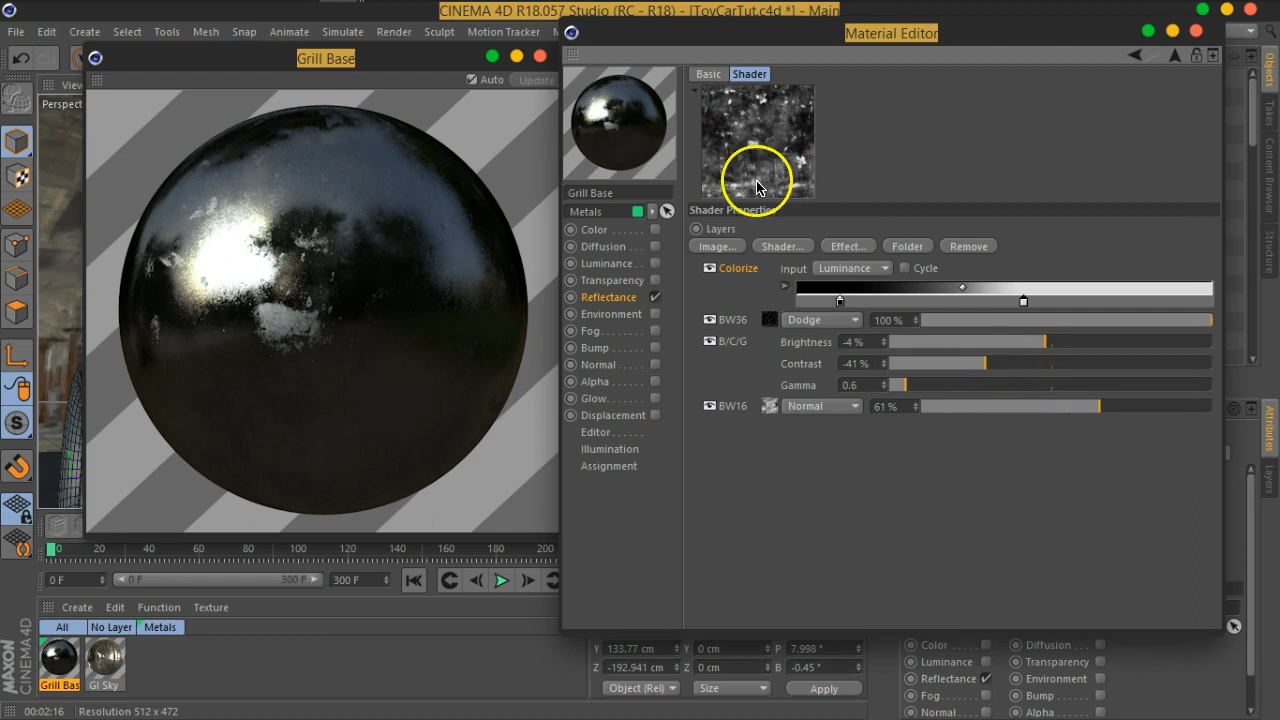 CINEMA 4D R18.057 Studio (RC - R18) - [ToyCarTut.c4d *] - Main
File Edit Create Select Tools Mesh Snap Animate Simulate Render Sculpt Motion Tracker
Material Editor
Grill Base
Auto Update
Basic Shader
Perspect
Grill Base
Metals
Shader Properties
Color
Layers
Diffusion
Image... Shader... Effect... Folder Remove
Luminance
Colorize Input Luminance Cycle
Transparency
Reflectance
Environment
BW36 Dodge 100 %
Fog
B/C/G Brightness -4 %
Bump
Normal
Contrast -41 %
Alpha
Gamma 0.6
Glow
BW16 Normal 61 %
Displacement
Editor
Illumination
Assignment
Objects
Takes
Content Browser
Structure
Attributes
Layers
0 20 40 60 80 100 120 140 160 180 200
0 F 0 F 300 F 300 F
Create Edit Function Texture
All No Layer Metals
Grill Bas GI Sky
MAXON CINEMA 4D
Y 133.77 cm Y 0 cm P 7.998 °
Z -192.941 cm Z 0 cm B -0.45 °
Object (Rel) Size Apply
Color Diffusion
Luminance Transparency
Reflectance Environment
Fog Bump
Normal Alpha
00:02:16 Resolution 512 x 472